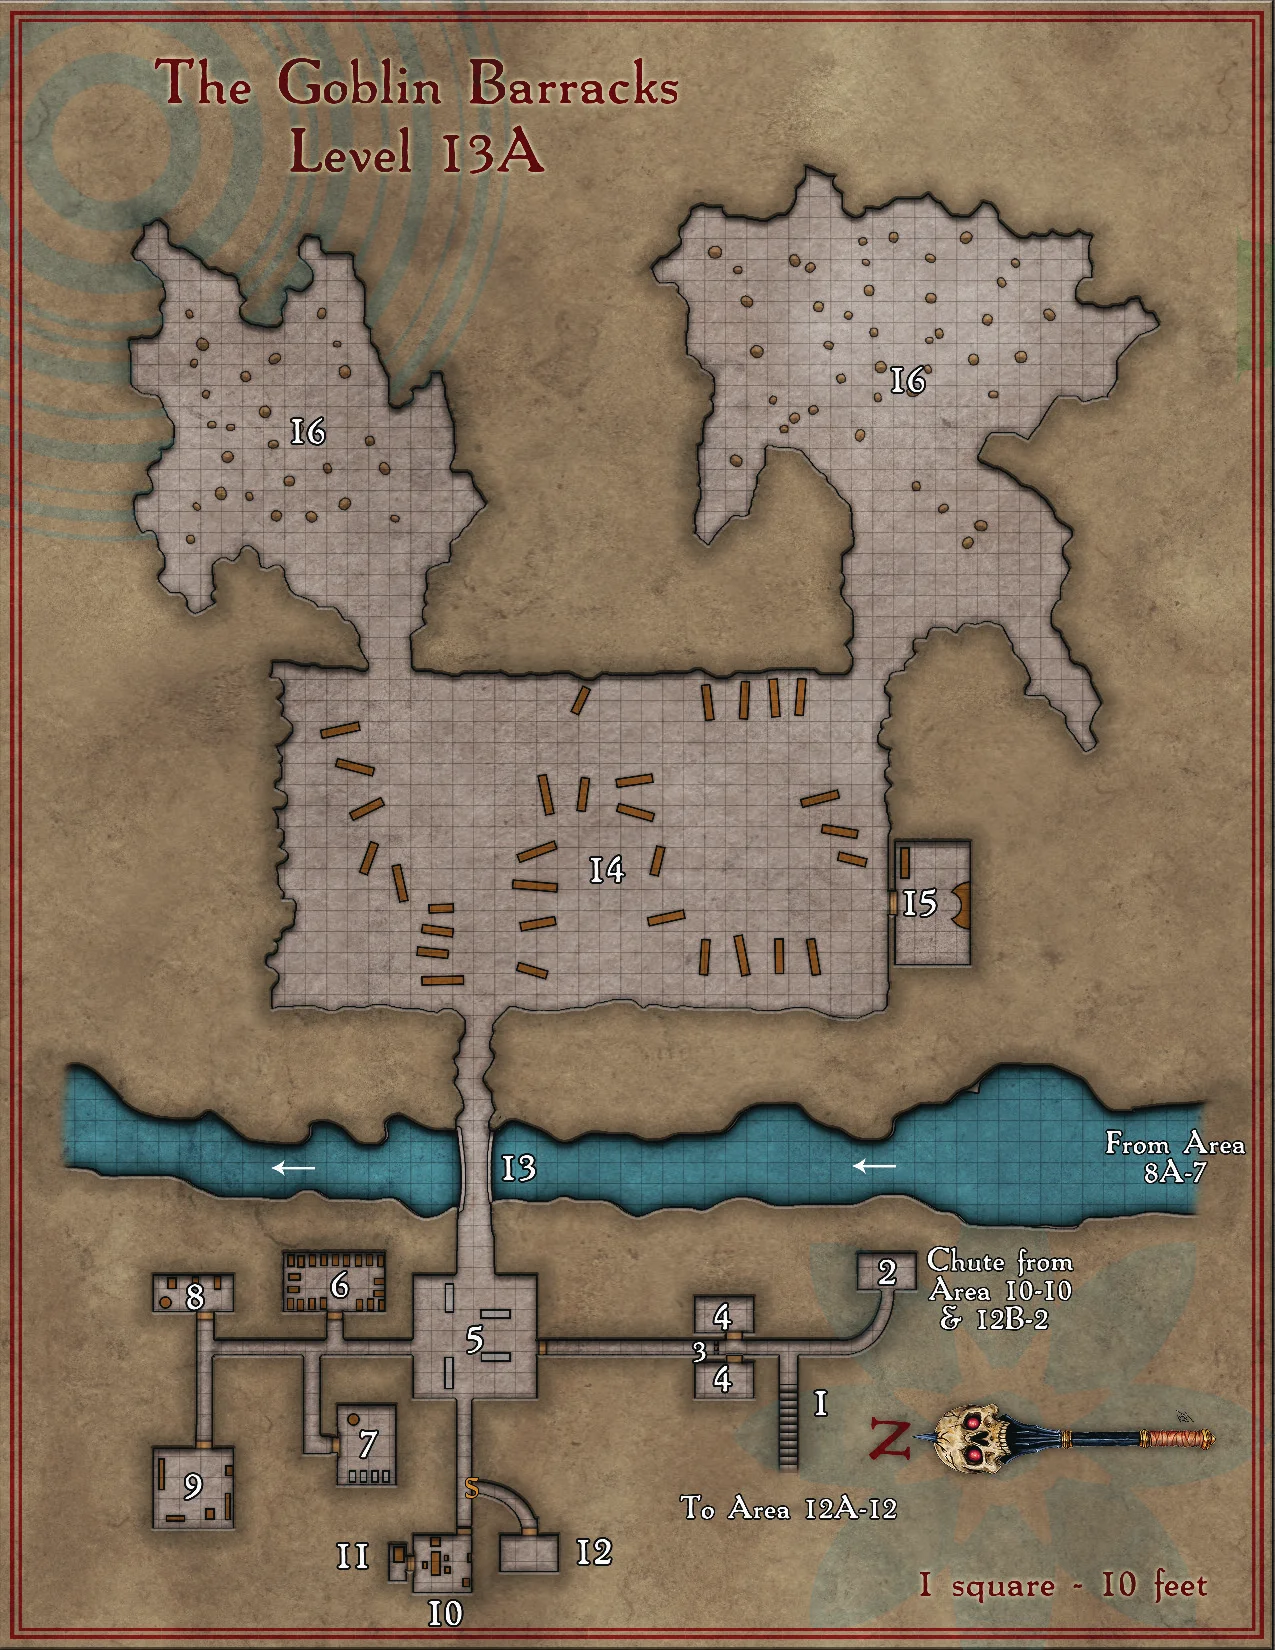 The Goblin Barracks
Level 13A
16
16
14
15
From Area
8A-7
13
Chute from
Area 10-10
& 12B-2
2
6
8
4
5
3
4
1
7
9
S
Z
To Area 12A-12
11
12
10
1 square - 10 feet